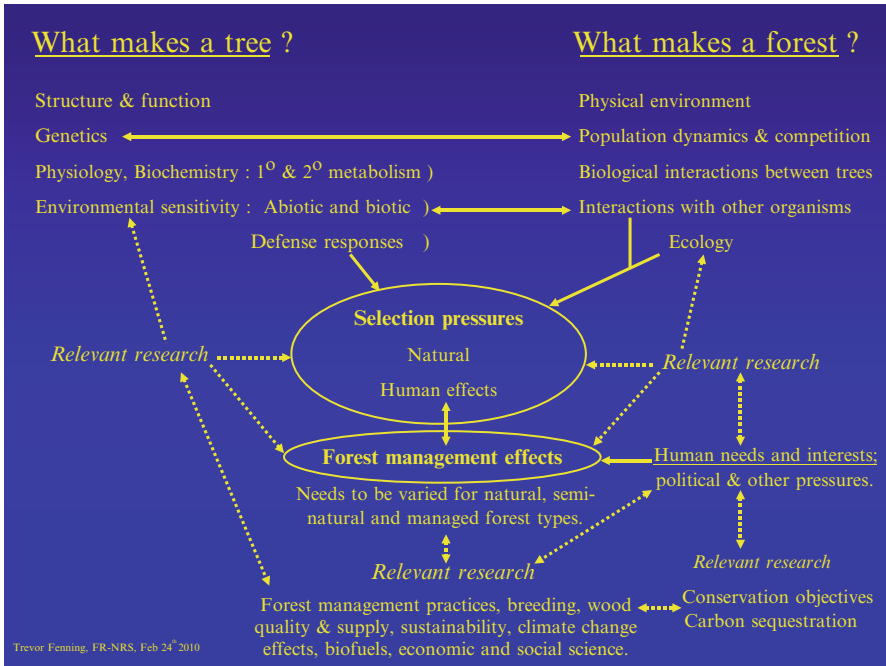 What makes a tree ?
What makes a forest ?
Structure & function
Genetics
Physiology, Biochemistry : 1º & 2º metabolism )
Environmental sensitivity : Abiotic and biotic )
Defense responses )
Physical environment
Population dynamics & competition
Biological interactions between trees
Interactions with other organisms
Ecology
Selection pressures
Natural
Human effects
Relevant research
Relevant research
Forest management effects
Needs to be varied for natural, semi-
natural and managed forest types.
Human needs and interests;
political & other pressures.
Relevant research
Forest management practices, breeding, wood
quality & supply, sustainability, climate change
effects, biofuels, economic and social science.
Relevant research
Conservation objectives
Carbon sequestration
Trevor Fenning, FR-NRS, Feb 24th 2010